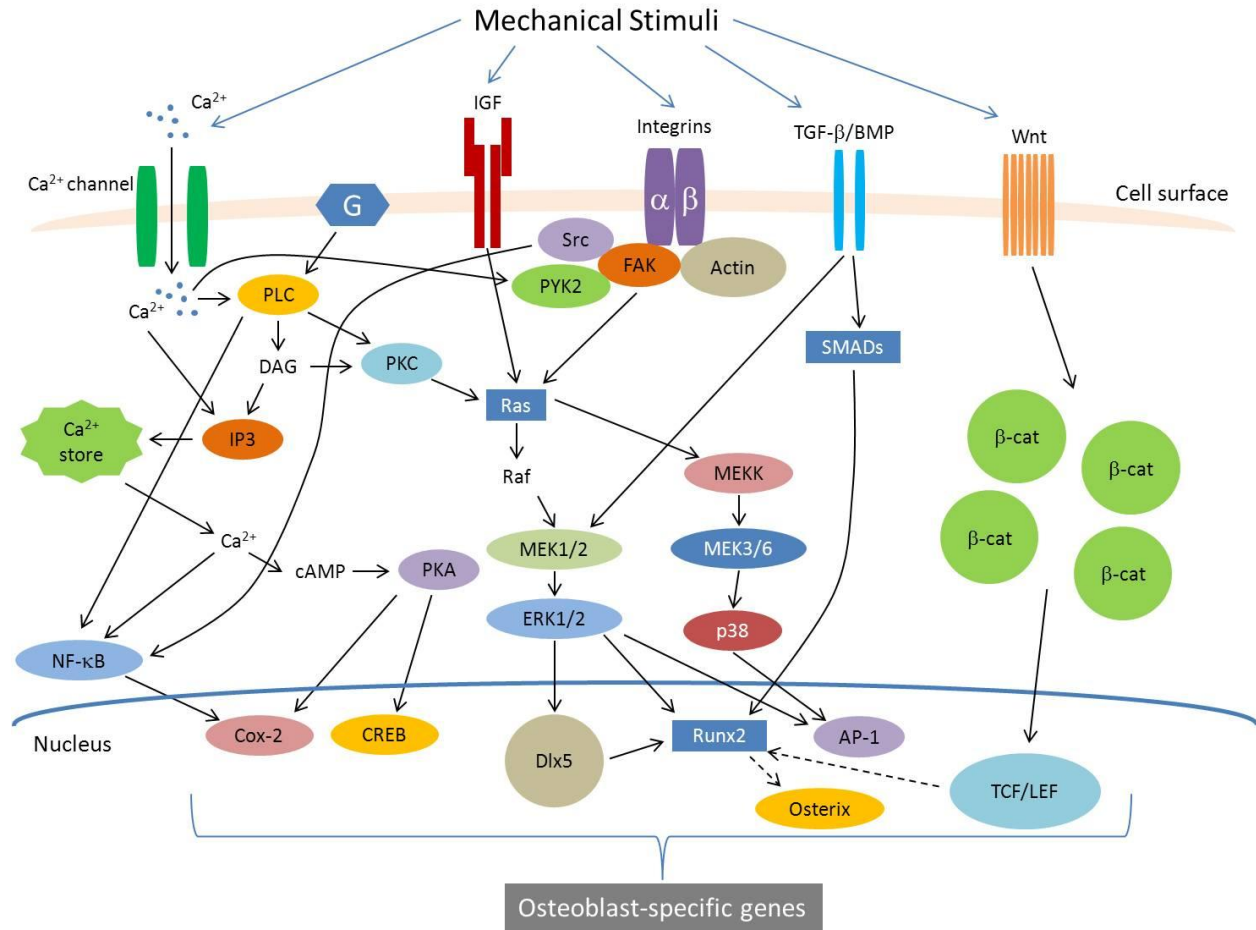 Mechanical Stimuli
Ca²⁺
IGF
Integrins
TGF-β/BMP
Wnt
Ca²⁺ channel
Cell surface
G
α
β
Src
FAK
Actin
PYK2
PLC
Ca²⁺
SMADs
DAG
PKC
Ras
Ca²⁺
store
IP3
β-cat
β-cat
Raf
MEKK
β-cat
β-cat
Ca²⁺
MEK1/2
MEK3/6
cAMP
PKA
ERK1/2
p38
NF-κB
Nucleus
Cox-2
CREB
Dlx5
Runx2
AP-1
Osterix
TCF/LEF
Osteoblast-specific genes